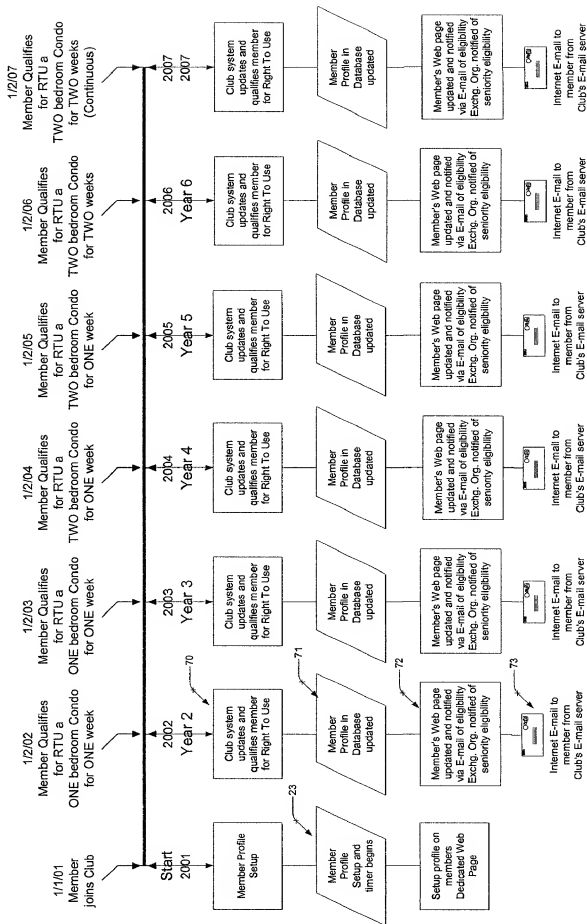 1/1/01
Member
joins Club
Start
2001
Member Profile
Setup
23
Member
Profile
Setup and
timer begins
Setup profile on
members
Dedicated Web
Page
1/2/02
Member Qualifies
for RTU a
ONE bedroom Condo
for ONE week
2002
Year 2
70
Club system
updates and
qualifies member
for Right To Use
71
Member
Profile in
Database
updated
72
Member's Web page
updated and notified
via E-mail of eligibility
Exchg. Org. notified of
seniority eligibility
73
Internet E-mail to
member from
Club's E-mail server
1/2/03
Member Qualifies
for RTU a
ONE bedroom Condo
for ONE week
2003
Year 3
Club system
updates and
qualifies member
for Right To Use
Member
Profile in
Database
updated
Member's Web page
updated and notified
via E-mail of eligibility
Exchg. Org. notified of
seniority eligibility
Internet E-mail to
member from
Club's E-mail server
1/2/04
Member Qualifies
for RTU a
TWO bedroom Condo
for ONE week
2004
Year 4
Club system
updates and
qualifies member
for Right To Use
Member
Profile in
Database
updated
Member's Web page
updated and notified
via E-mail of eligibility
Exchg. Org. notified of
seniority eligibility
Internet E-mail to
member from
Club's E-mail server
1/2/05
Member Qualifies
for RTU a
TWO bedroom Condo
for ONE week
2005
Year 5
Club system
updates and
qualifies member
for Right To Use
Member
Profile in
Database
updated
Member's Web page
updated and notified
via E-mail of eligibility
Exchg. Org. notified of
seniority eligibility
Internet E-mail to
member from
Club's E-mail server
1/2/06
Member Qualifies
for RTU a
TWO bedroom Condo
for TWO weeks
2006
Year 6
Club system
updates and
qualifies member
for Right To Use
Member
Profile in
Database
updated
Member's Web page
updated and notified
via E-mail of eligibility
Exchg. Org. notified of
seniority eligibility
Internet E-mail to
member from
Club's E-mail server
1/2/07
Member Qualifies
for RTU a
TWO bedroom Condo
for TWO weeks
(Continuous)
2007
2007
Club system
updates and
qualifies member
for Right To Use
Member
Profile in
Database
updated
Member's Web page
updated and notified
via E-mail of eligibility
Exchg. Org. notified of
seniority eligibility
Internet E-mail to
member from
Club's E-mail server